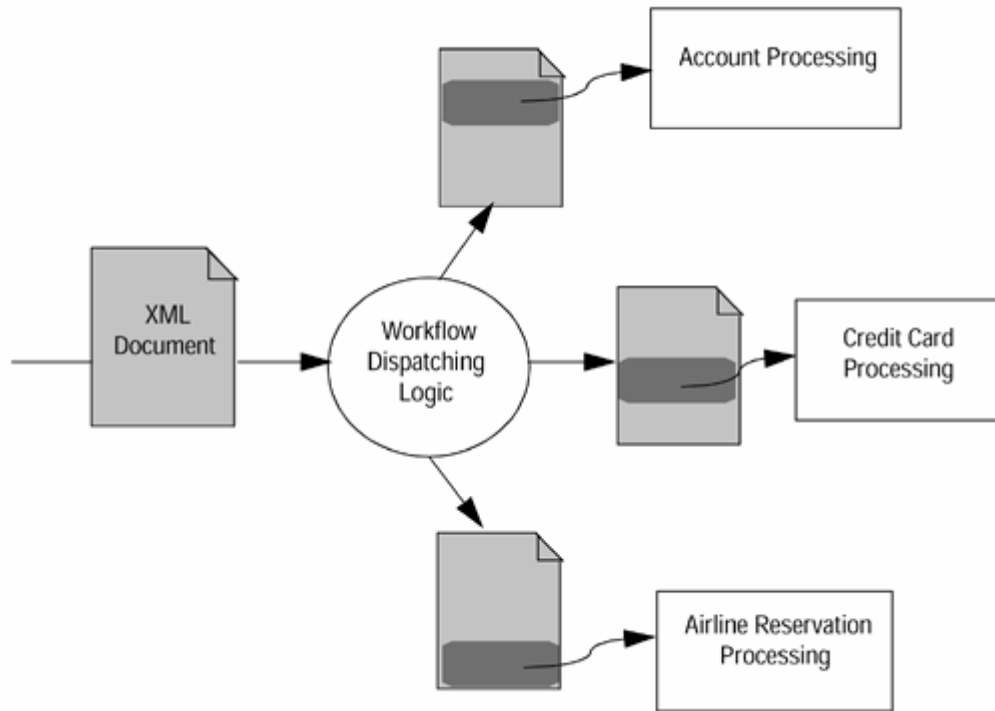 Account Processing
XML
Document
Workflow
Dispatching
Logic
Credit Card
Processing
Airline Reservation
Processing